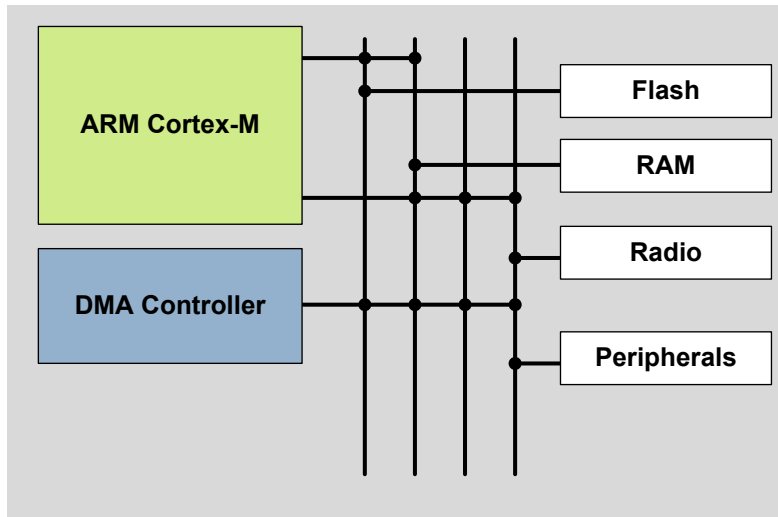 ARM Cortex-M
DMA Controller
Flash
RAM
Radio
Peripherals